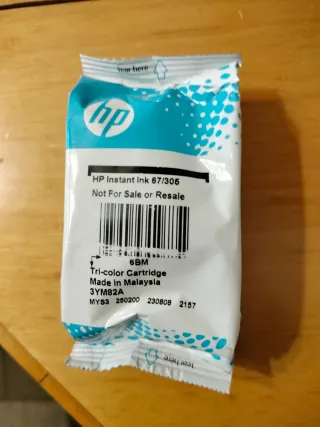 tear here
hp
HP Instant Ink 67/305
Not For Sale or Resale
6BM
Tri-color Cartridge
Made in Malaysia
3YM82A
MYS3 250200 230808 2157
tear here